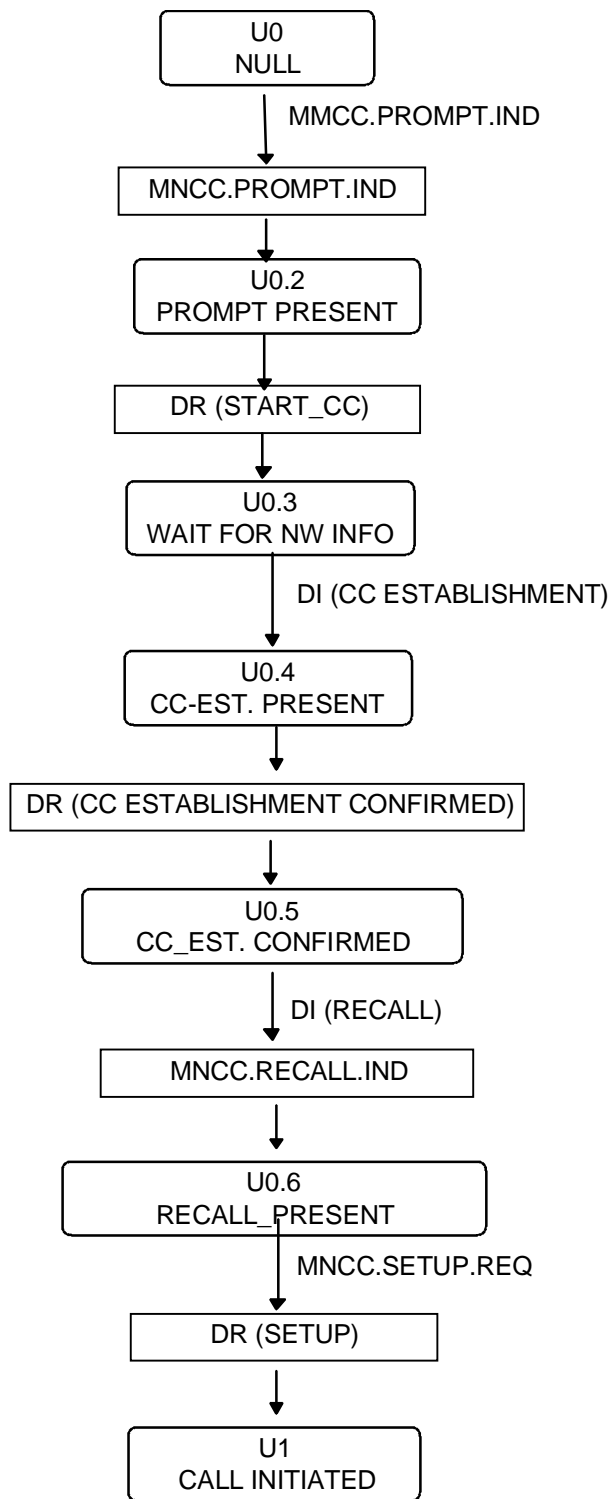 U0
NULL
MMCC.PROMPT.IND
MNCC.PROMPT.IND
U0.2
PROMPT PRESENT
DR (START_CC)
U0.3
WAIT FOR NW INFO
DI (CC ESTABLISHMENT)
U0.4
CC-EST. PRESENT
DR (CC ESTABLISHMENT CONFIRMED)
U0.5
CC_EST. CONFIRMED
DI (RECALL)
MNCC.RECALL.IND
U0.6
RECALL_PRESENT
MNCC.SETUP.REQ
DR (SETUP)
U1
CALL INITIATED